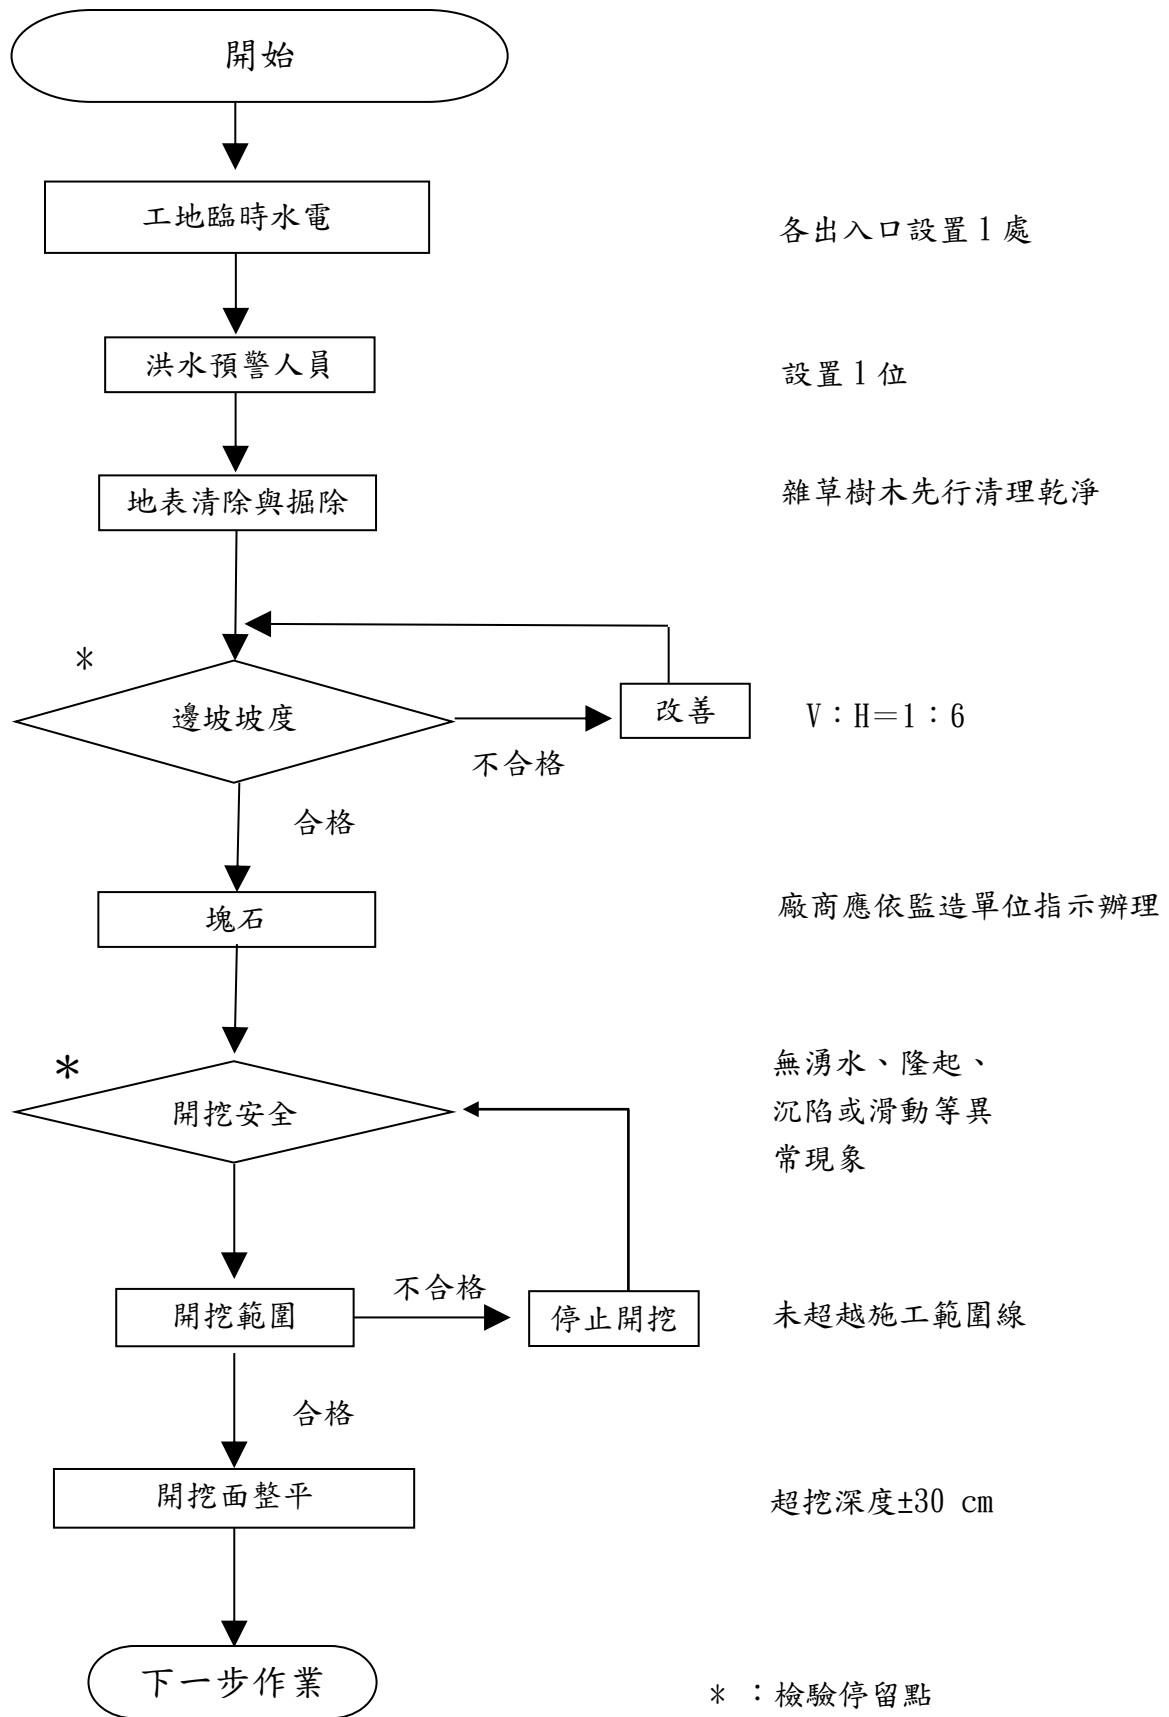 開始
工地臨時水電
各出入口設置1處
洪水預警人員
設置1位
地表清除與掘除
雜草樹木先行清理乾淨
*
邊坡坡度
改善
V：H＝1：6
不合格
合格
塊石
廠商應依監造單位指示辦理
*
開挖安全
無湧水、隆起、
沉陷或滑動等異
常現象
開挖範圍
不合格
停止開挖
未超越施工範圍線
合格
開挖面整平
超挖深度±30 cm
下一步作業
* ：檢驗停留點